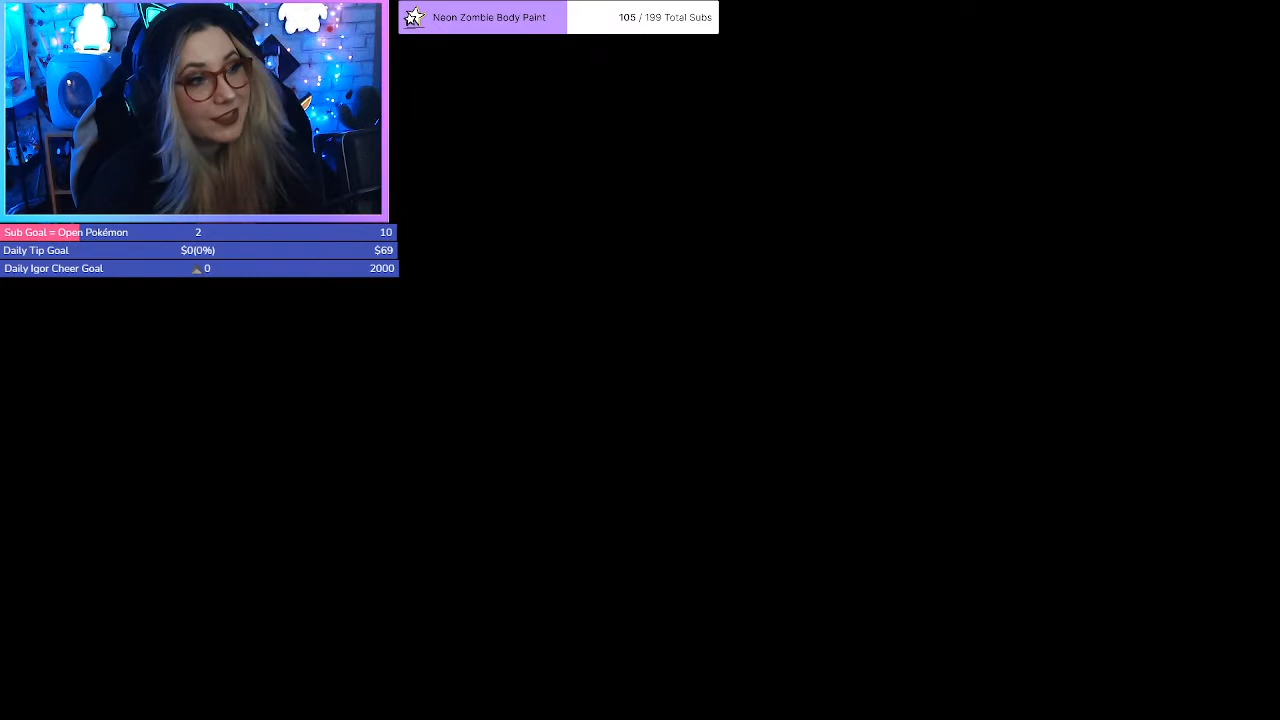 Neon Zombie Body Paint 105 / 199 Total Subs
Sub Goal = Open Pokémon 2 10
Daily Tip Goal $0(0%) $69
Daily Igor Cheer Goal 0 2000